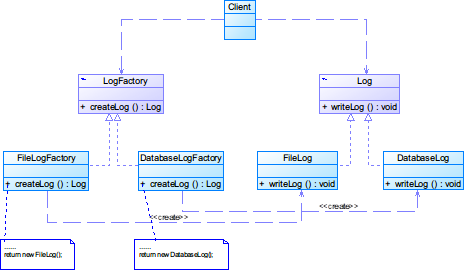 Client
LogFactory
+ createLog () : Log
Log
+ writeLog () : void
FileLogFactory
+ createLog () : Log
DatabaseLogFactory
+ createLog () : Log
FileLog
+ writeLog () : void
DatabaseLog
+ writeLog () : void
<<create>>
<<create>>
......
return new FileLog();
......
return new DatabaseLog();